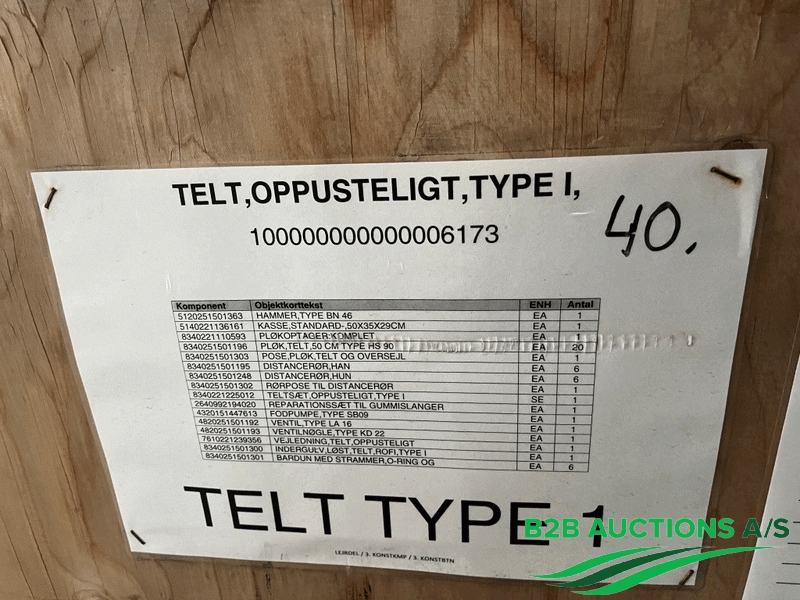 TELT,OPPUSTELIGT,TYPE I,
100000000000006173
40.
Komponent Objektkorttekst ENH Antal
5120251501363 HAMMER,TYPE BN 46 EA 1
5140221136161 KASSE,STANDARD-,50X35X29CM EA 1
8340221110593 PLØKOPTAGER,KOMPLET EA 1
8340251501196 PLØK,TELT,50 CM TYPE HS 90 EA 20
8340251501303 POSE,PLØK,TELT OG OVERSEJL EA 1
8340251501195 DISTANCERØR,HAN EA 6
8340251501248 DISTANCERØR,HUN EA 6
8340251501302 RØRPOSE TIL DISTANCERØR EA 1
8340221225012 TELTSÆT,OPPUSTELIGT,TYPE I SE 1
2640992194020 REPARATIONSSÆT TIL GUMMISLANGER EA 1
4320151447613 FODPUMPE,TYPE SB09 EA 1
4820251501192 VENTIL,TYPE LA 16 EA 1
4820251501193 VENTILNØGLE,TYPE KD 22 EA 1
7610221239356 VEJLEDNING,TELT,OPPUSTELIGT EA 1
8340251501300 INDERGULV,LØST,TELT,ROFI,TYPE I EA 1
8340251501301 BARDUN MED STRAMMER,O-RING OG EA 6
TELT TYPE 1
LEJRDEL / 3. KONSTKMP / 3. KONSTBTN
B2B AUCTIONS A/S